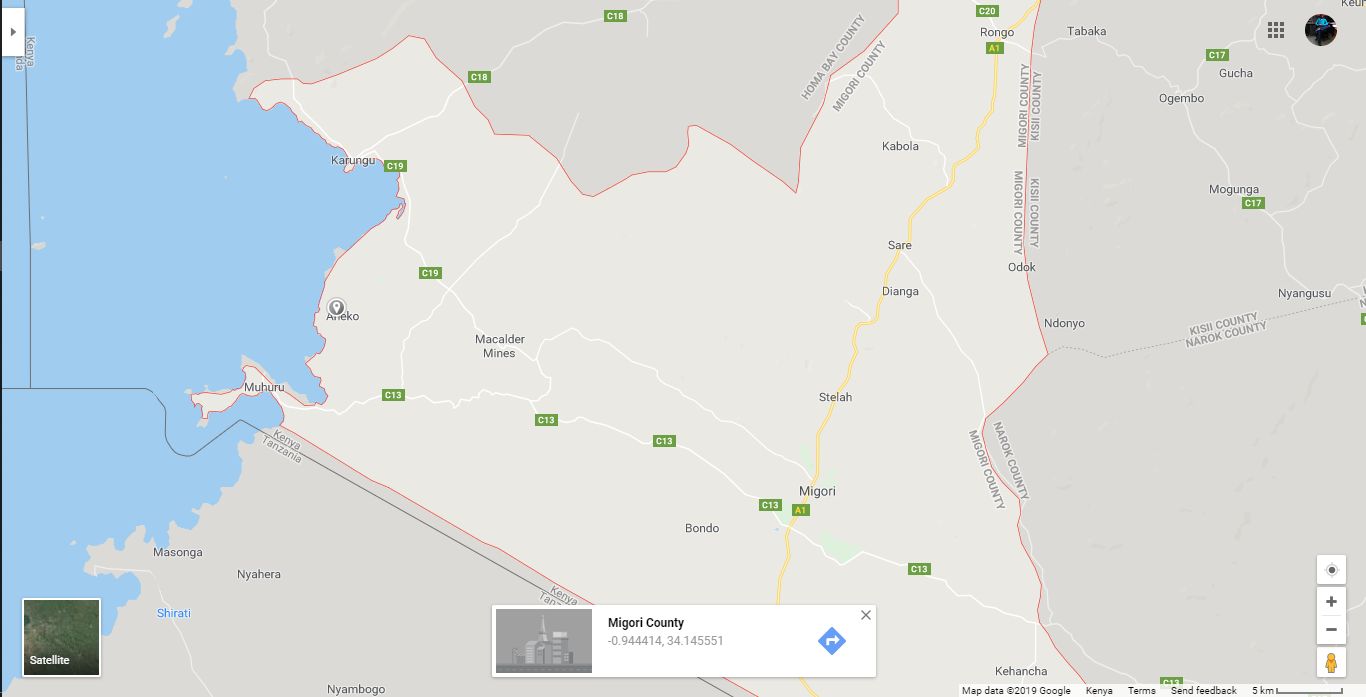 C18
C20
Rongo
A1
Tabaka
C17
Gucha
Kenya
HOMA BAY COUNTY
MIGORI COUNTY
C18
Ogembo
MIGORI COUNTY
KISII COUNTY
Karungu
C19
Kabola
Mogunga
C17
MIGORI COUNTY
KISII COUNTY
Sare
Odok
C19
Dianga
Nyangusu
Aneko
Ndonyo
KISII COUNTY
NAROK COUNTY
Macalder
Mines
Muhuru
C13
Stelah
C13
Kenya
Tanzania
C13
MIGORI COUNTY
NAROK COUNTY
Migori
C13
A1
Bondo
Masonga
Nyahera
C13
Kenya
Shirati
Migori County
-0.944414, 34.145551
Satellite
Kehancha
C13
Nyambogo
Map data ©2019 Google
Kenya
Terms
Send feedback
5 km